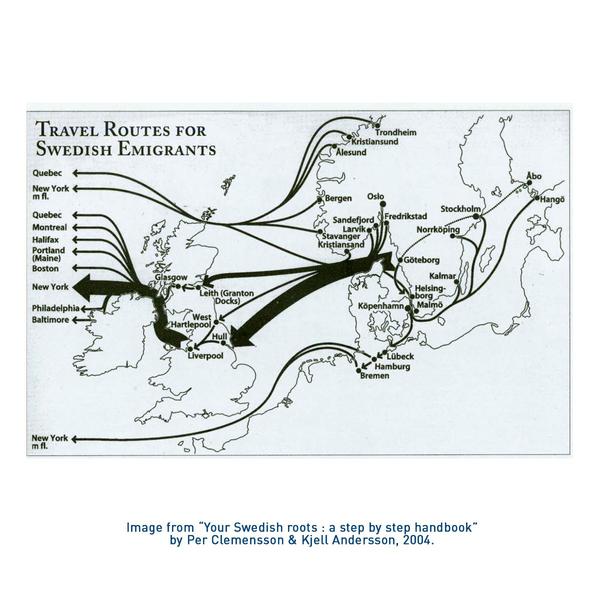 TRAVEL ROUTES FOR
SWEDISH EMIGRANTS
Trondheim
Kristiansund
Ålesund
Quebec
New York
m fl.
Åbo
Hangö
Bergen
Oslo
Stockholm
Quebec
Montreal
Halifax
Portland
(Maine)
Boston
New York
Philadelphia
Baltimore
Sandefjord
Fredrikstad
Larvik
Norrköping
Stavanger
Kristiansand
Göteborg
Glasgow
Leith (Granton
Docks)
Kalmar
Helsing-
borg
Malmö
Köpenhamn
West
Hartlepool
Hull
Liverpool
Lübeck
Hamburg
Bremen
New York
m fl.
Image from “Your Swedish roots : a step by step handbook”
by Per Clemensson & Kjell Andersson, 2004.